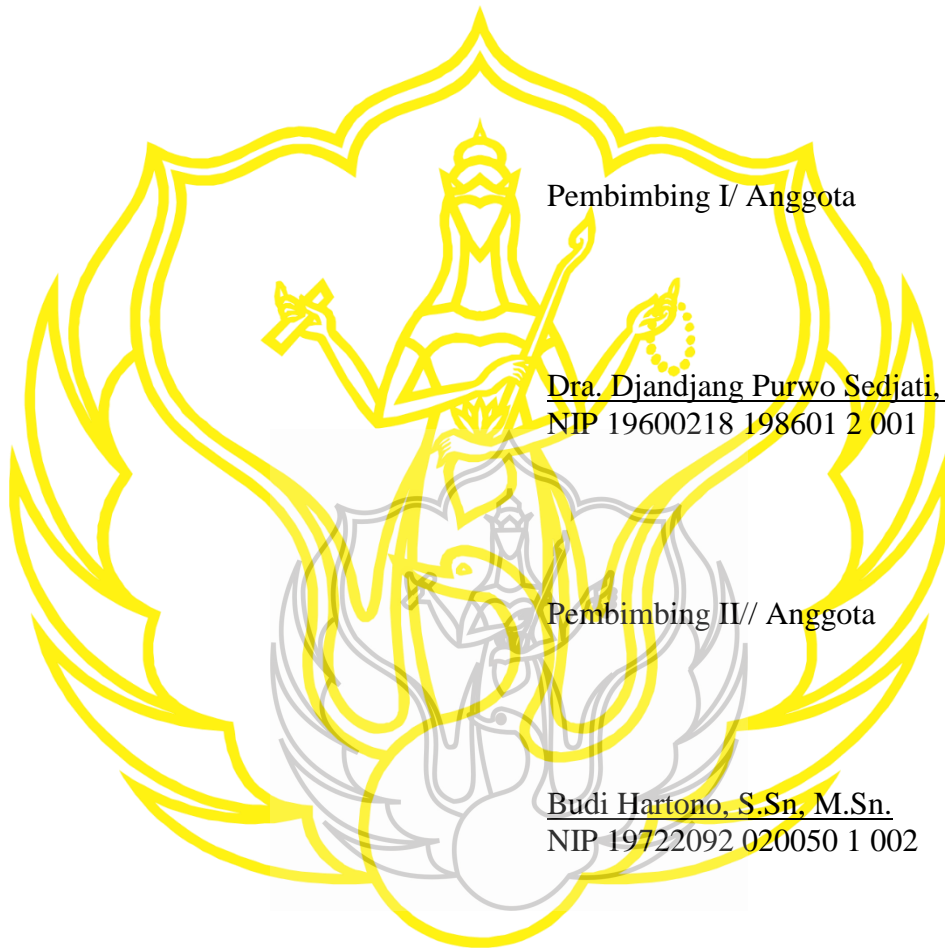 Pembimbing I/ Anggota
Dra. Djandjang Purwo Sedjati,
NIP 19600218 198601 2 001
Pembimbing II// Anggota
Budi Hartono, S.Sn, M.Sn.
NIP 19722092 020050 1 002